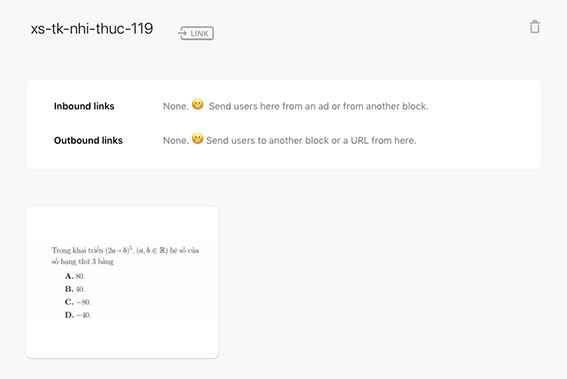 xs-tk-nhi-thuc-119
LINK
Inbound links
None. 😬 Send users here from an ad or from another block.
Outbound links
None. 😬 Send users to another block or a URL from here.
Trong khai triển (2a − b)⁵, (a, b ∈ ℝ) hệ số của
số hạng thứ 3 bằng
A. 80.
B. 40.
C. −80.
D. −40.